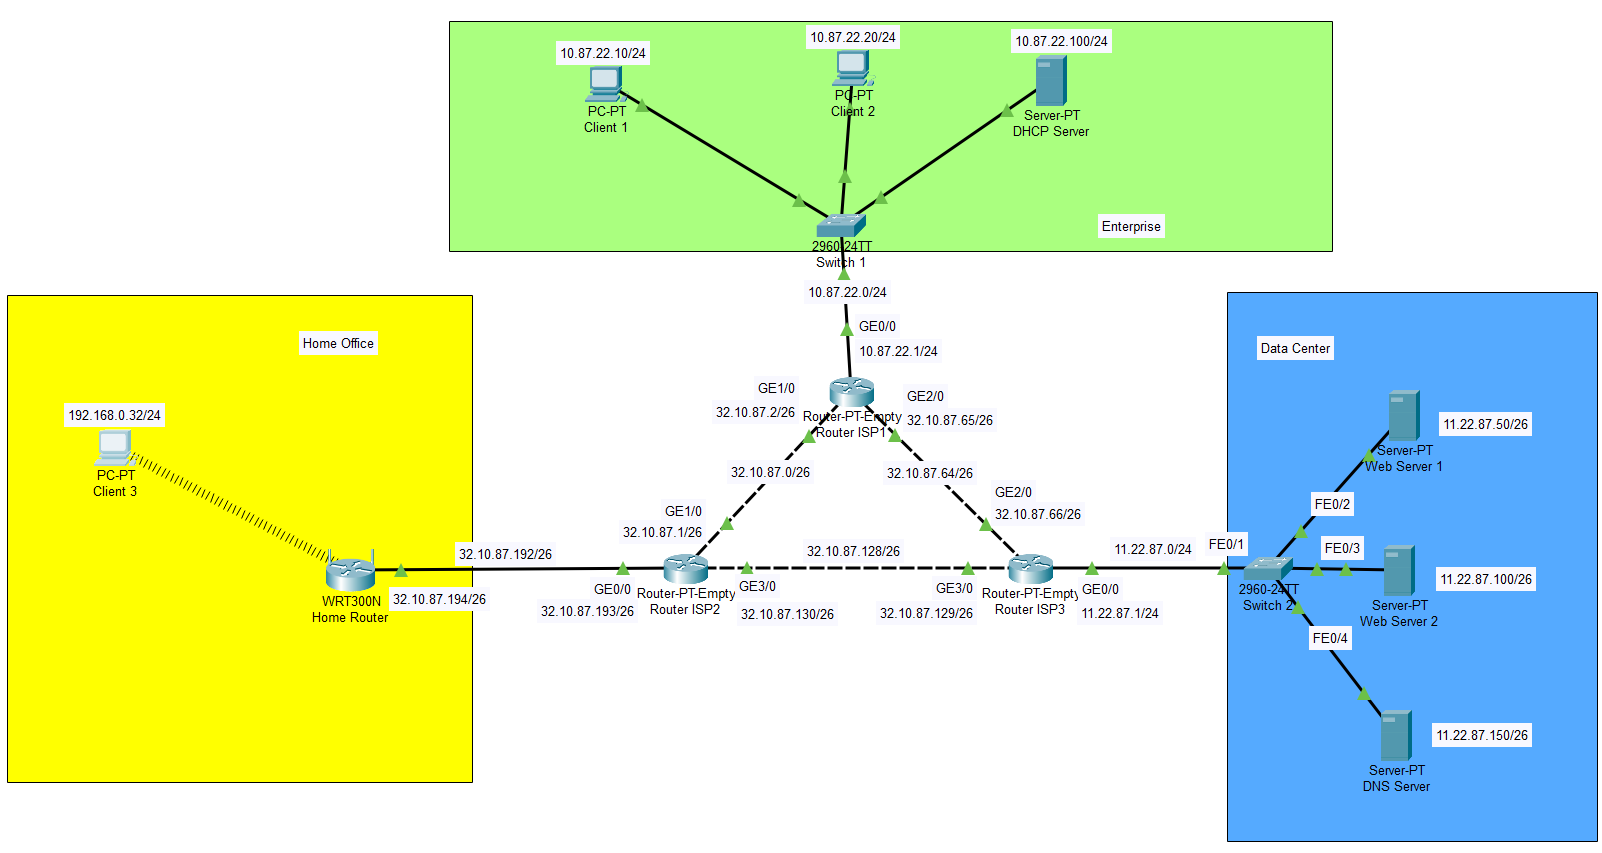 10.87.22.10/24
PC-PT
Client 1
10.87.22.20/24
PC-PT
Client 2
10.87.22.100/24
Server-PT
DHCP Server
Enterprise
2960-24TT
Switch 1
10.87.22.0/24
GE0/0
10.87.22.1/24
GE1/0
32.10.87.2/26
GE2/0
32.10.87.65/26
Router-PT-Empty
Router ISP1
32.10.87.0/26
32.10.87.64/26
Home Office
192.168.0.32/24
PC-PT
Client 3
WRT300N
Home Router
32.10.87.192/26
32.10.87.194/26
GE1/0
32.10.87.1/26
GE0/0
32.10.87.193/26
Router-PT-Empty
Router ISP2
GE3/0
32.10.87.130/26
32.10.87.128/26
GE2/0
32.10.87.66/26
GE3/0
32.10.87.129/26
Router-PT-Empty
Router ISP3
GE0/0
11.22.87.1/24
11.22.87.0/24
Data Center
FE0/1
2960-24TT
Switch 2
FE0/2
FE0/3
FE0/4
11.22.87.50/26
Server-PT
Web Server 1
11.22.87.100/26
Server-PT
Web Server 2
11.22.87.150/26
Server-PT
DNS Server